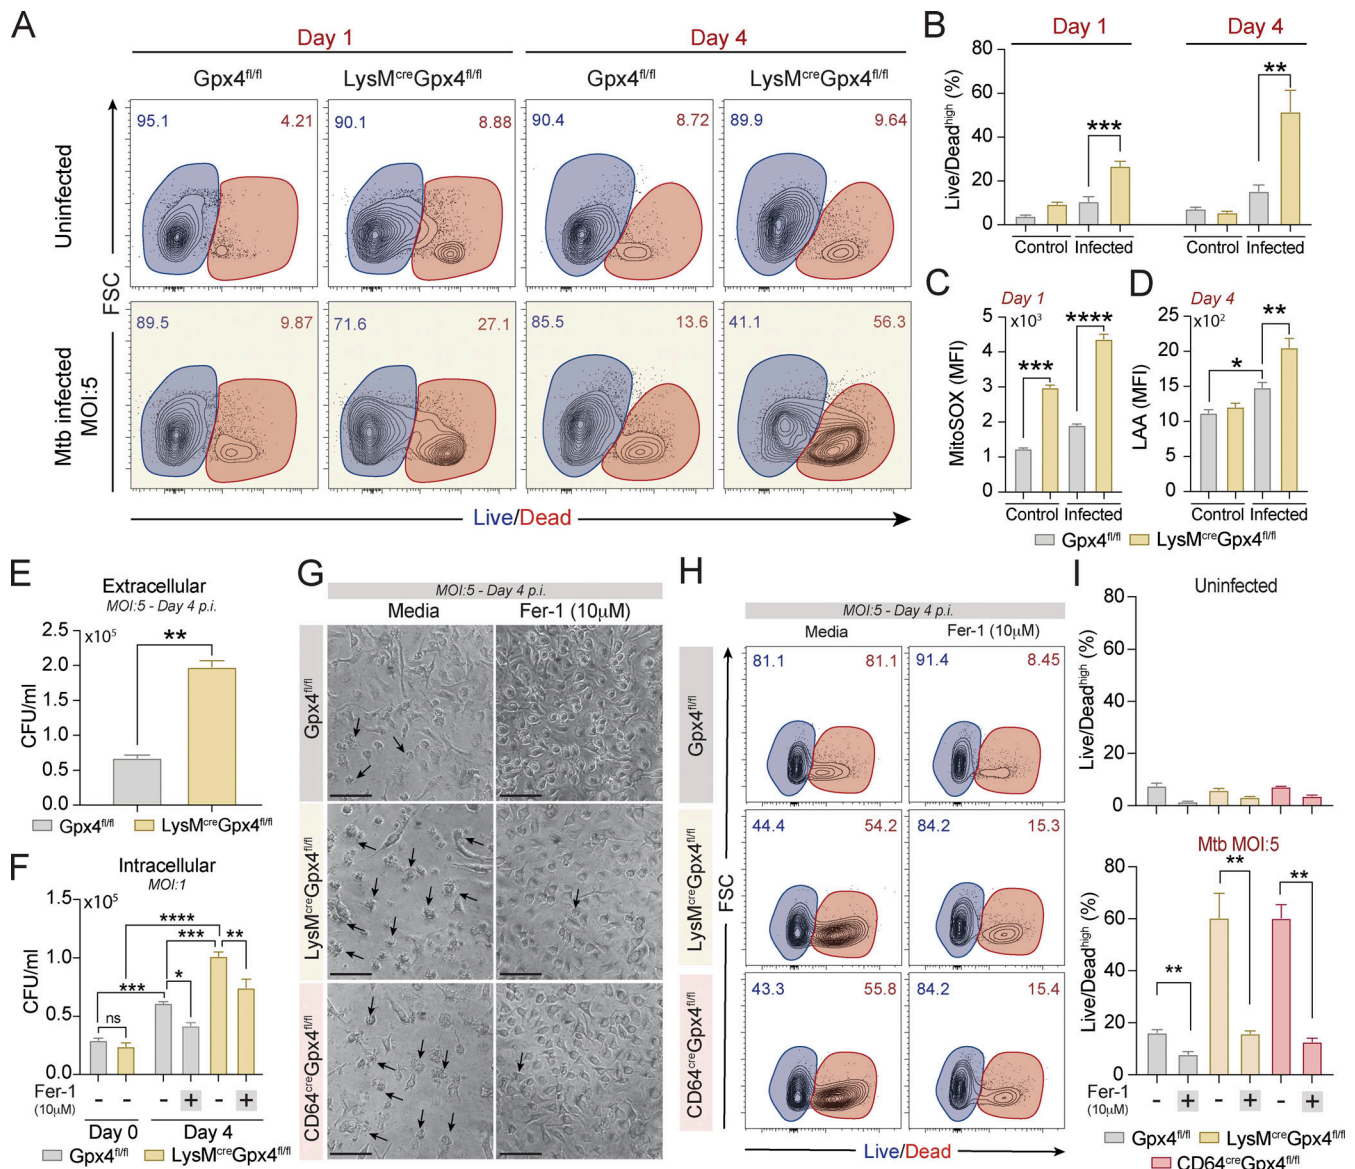 A
Day 1
Day 4
Gpx4fl/fl
LysMcreGpx4fl/fl
Gpx4fl/fl
LysMcreGpx4fl/fl
Uninfected
95.1
4.21
90.1
8.88
90.4
8.72
89.9
9.64
FSC
Mtb infected
MOI:5
89.5
9.87
71.6
27.1
85.5
13.6
41.1
56.3
Live/Dead
B
Day 1
Day 4
Live/Deadhigh (%)
80
60
40
20
0
***
**
Control
Infected
Control
Infected
C
Day 1
x10³
MitoSOX (MFI)
5
4
3
2
1
0
***
****
Control
Infected
D
Day 4
x10²
LAA (MFI)
25
20
15
10
5
0
*
**
Control
Infected
Gpx4fl/fl
LysMcreGpx4fl/fl
E
Extracellular
MOI:5 - Day 4 p.i.
x10⁵
CFU/ml
2.5
2.0
1.5
1.0
0.5
0.0
**
Gpx4fl/fl
LysMcreGpx4fl/fl
F
Intracellular
MOI:1
x10⁵
CFU/ml
1.5
1.0
0.5
0.0
ns
***
*
***
****
**
Fer-1
(10μM)
- - - + - +
Day 0
Day 4
Gpx4fl/fl
LysMcreGpx4fl/fl
G
MOI:5 - Day 4 p.i.
Media
Fer-1 (10μM)
Gpx4fl/fl
LysMcreGpx4fl/fl
CD64creGpx4fl/fl
H
MOI:5 - Day 4 p.i.
Media
Fer-1 (10μM)
Gpx4fl/fl
81.1
81.1
91.4
8.45
FSC
LysMcreGpx4fl/fl
44.4
54.2
84.2
15.3
CD64creGpx4fl/fl
43.3
55.8
84.2
15.4
Live/Dead
I
Uninfected
Live/Deadhigh (%)
80
60
40
20
0
Mtb MOI:5
Live/Deadhigh (%)
80
60
40
20
0
**
**
**
Fer-1
(10μM)
- + - + - +
Gpx4fl/fl
LysMcreGpx4fl/fl
CD64creGpx4fl/fl